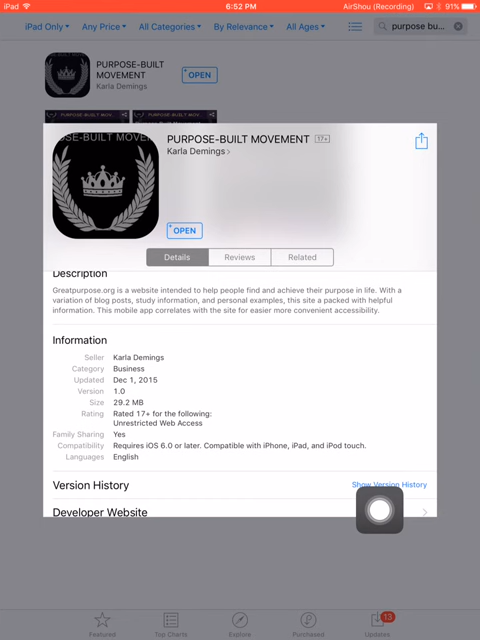 iPad 6:52 PM AirShou (Recording) 91%
iPad Only Any Price All Categories By Relevance All Ages purpose bu...
PURPOSE-BUILT
MOVEMENT
Karla Demings
OPEN
PURPOSE-BUILT MOVEMENT 17+
Karla Demings
OPEN
Details Reviews Related
Description
Greatpurpose.org is a website intended to help people find and achieve their purpose in life. With a
variation of blog posts, study information, and personal examples, this site a packed with helpful
information. This mobile app correlates with the site for easier more convenient accessibility.
Information
Seller Karla Demings
Category Business
Updated Dec 1, 2015
Version 1.0
Size 29.2 MB
Rating Rated 17+ for the following:
Unrestricted Web Access
Family Sharing Yes
Compatibility Requires iOS 6.0 or later. Compatible with iPhone, iPad, and iPod touch.
Languages English
Version History Show Version History
Developer Website
Featured Top Charts Explore Purchased Updates 13